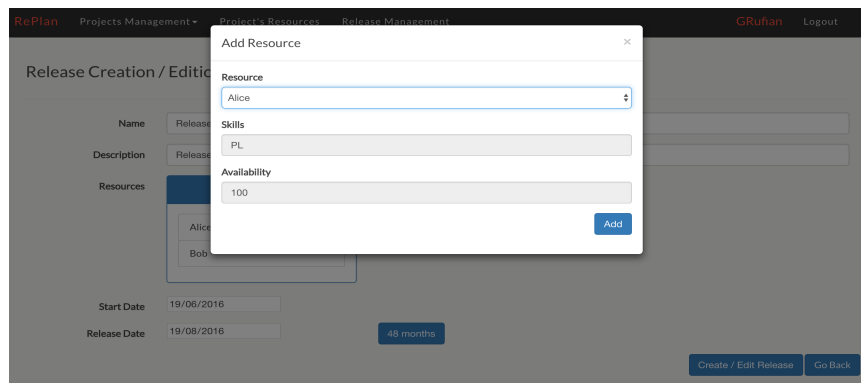 RePlan Projects Management Project's Resources Release Management GRufian Logout
Add Resource ×
Release Creation / Editio
Resource
Alice
Name Release
Skills
PL
Description Release
Availability
Resources
100
Add
Alice
Bob
Start Date 19/06/2016
Release Date 19/08/2016 48 months
Create / Edit Release Go Back